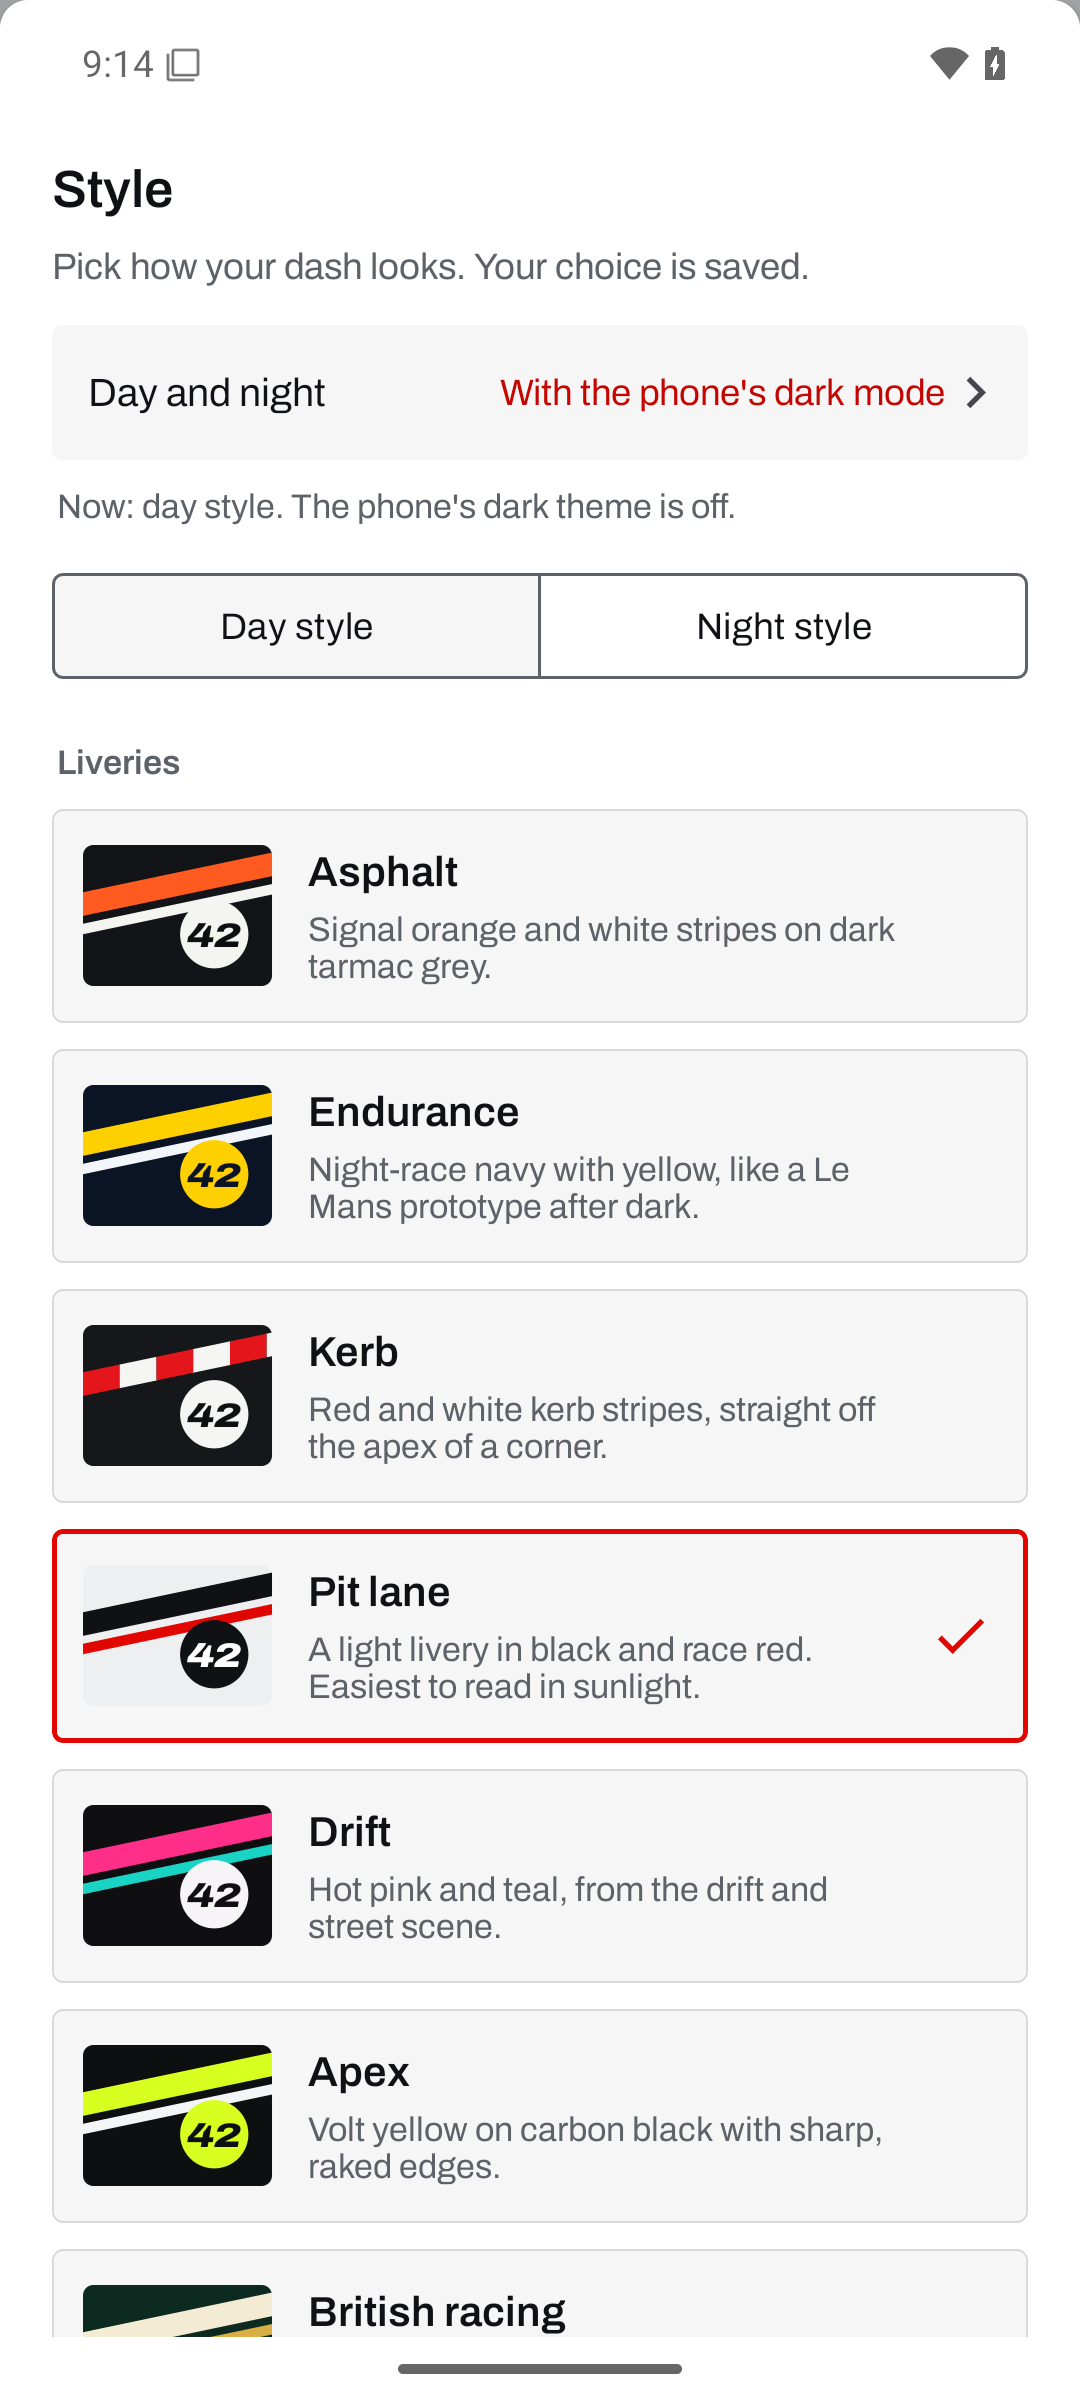 9:14
Style
Pick how your dash looks. Your choice is saved.
Day and night
With the phone's dark mode
Now: day style. The phone's dark theme is off.
Day style
Night style
Liveries
42
Asphalt
Signal orange and white stripes on dark
tarmac grey.
42
Endurance
Night-race navy with yellow, like a Le
Mans prototype after dark.
42
Kerb
Red and white kerb stripes, straight off
the apex of a corner.
42
Pit lane
A light livery in black and race red.
Easiest to read in sunlight.
42
Drift
Hot pink and teal, from the drift and
street scene.
42
Apex
Volt yellow on carbon black with sharp,
raked edges.
British racing